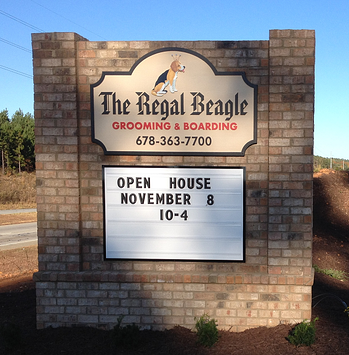 The Regal Beagle
GROOMING & BOARDING
678-363-7700
OPEN HOUSE
NOVEMBER 8
10-4